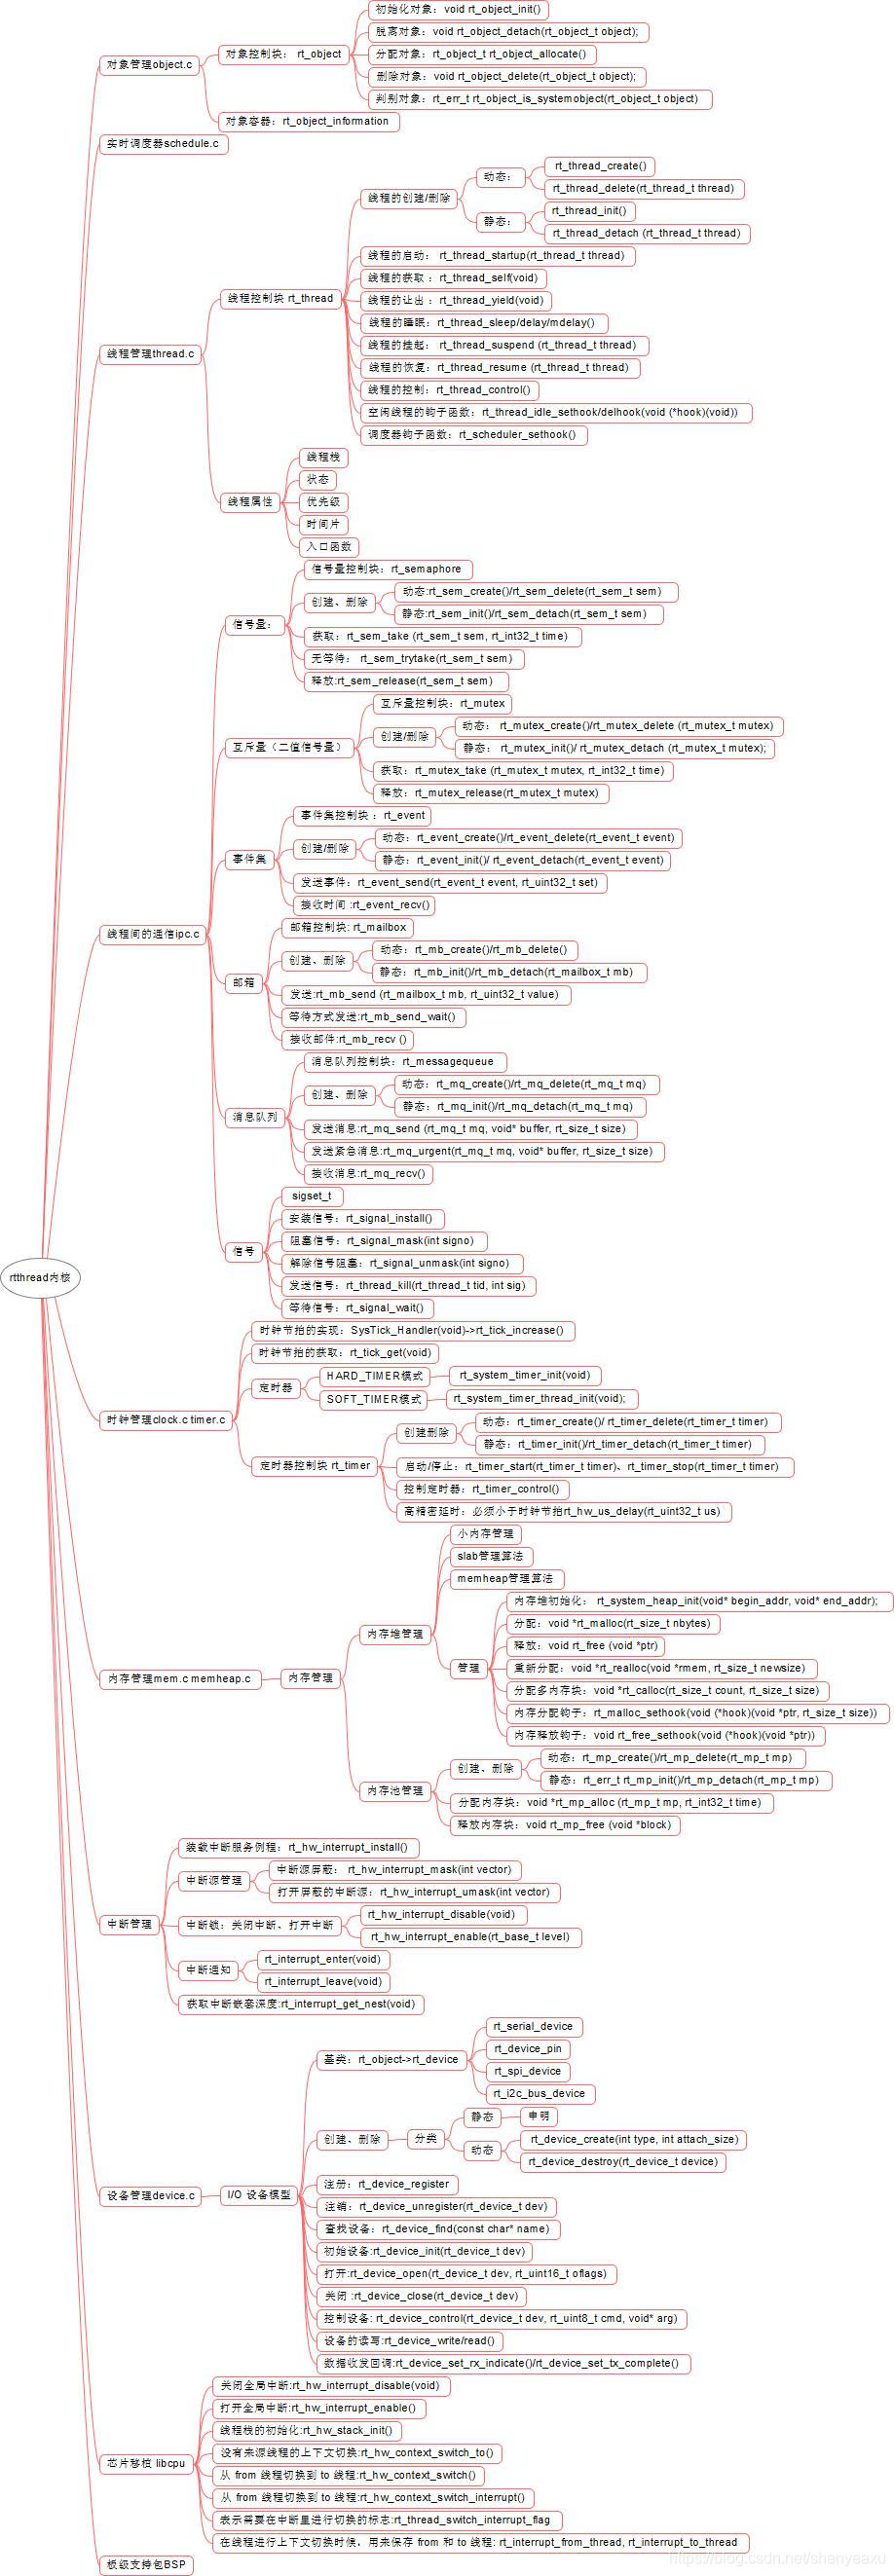 初始化对象：void rt_object_init()
脱离对象：void rt_object_detach(rt_object_t object);
对象控制块： rt_object
分配对象：rt_object_t rt_object_allocate()
对象管理object.c
删除对象：void rt_object_delete(rt_object_t object);
判别对象：rt_err_t rt_object_is_systemobject(rt_object_t object)
对象容器：rt_object_information
实时调度器schedule.c
线程管理thread.c
线程控制块 rt_thread
线程的创建/删除
动态：
rt_thread_create()
rt_thread_delete(rt_thread_t thread)
静态：
rt_thread_init()
rt_thread_detach (rt_thread_t thread)
线程的启动： rt_thread_startup(rt_thread_t thread)
线程的获取 ：rt_thread_self(void)
线程的让出 ：rt_thread_yield(void)
线程的睡眠：rt_thread_sleep/delay/mdelay()
线程的挂起： rt_thread_suspend (rt_thread_t thread)
线程的恢复：rt_thread_resume (rt_thread_t thread)
线程的控制：rt_thread_control()
空闲线程的钩子函数：rt_thread_idle_sethook/delhook(void (*hook)(void))
调度器钩子函数：rt_scheduler_sethook()
线程属性
线程栈
状态
优先级
时间片
入口函数
线程间的通信ipc.c
信号量：
信号量控制块：rt_semaphore
创建、删除
动态:rt_sem_create()/rt_sem_delete(rt_sem_t sem)
静态:rt_sem_init()/rt_sem_detach(rt_sem_t sem)
获取：rt_sem_take (rt_sem_t sem, rt_int32_t time)
无等待： rt_sem_trytake(rt_sem_t sem)
释放:rt_sem_release(rt_sem_t sem)
互斥量（二值信号量）
互斥量控制块：rt_mutex
创建/删除
动态： rt_mutex_create()/rt_mutex_delete (rt_mutex_t mutex)
静态： rt_mutex_init()/ rt_mutex_detach (rt_mutex_t mutex);
获取：rt_mutex_take (rt_mutex_t mutex, rt_int32_t time)
释放：rt_mutex_release(rt_mutex_t mutex)
事件集
事件集控制块 ：rt_event
创建/删除
动态：rt_event_create()/rt_event_delete(rt_event_t event)
静态：rt_event_init()/ rt_event_detach(rt_event_t event)
发送事件：rt_event_send(rt_event_t event, rt_uint32_t set)
接收时间 :rt_event_recv()
邮箱
邮箱控制块: rt_mailbox
创建、删除
动态：rt_mb_create()/rt_mb_delete()
静态：rt_mb_init()/rt_mb_detach(rt_mailbox_t mb)
发送:rt_mb_send (rt_mailbox_t mb, rt_uint32_t value)
等待方式发送:rt_mb_send_wait()
接收邮件:rt_mb_recv ()
消息队列
消息队列控制块：rt_messagequeue
创建、删除
动态：rt_mq_create()/rt_mq_delete(rt_mq_t mq)
静态：rt_mq_init()/rt_mq_detach(rt_mq_t mq)
发送消息:rt_mq_send (rt_mq_t mq, void* buffer, rt_size_t size)
发送紧急消息:rt_mq_urgent(rt_mq_t mq, void* buffer, rt_size_t size)
接收消息:rt_mq_recv()
信号
sigset_t
安装信号：rt_signal_install()
阻塞信号：rt_signal_mask(int signo)
解除信号阻塞：rt_signal_unmask(int signo)
发送信号：rt_thread_kill(rt_thread_t tid, int sig)
等待信号：rt_signal_wait()
rtthread内核
时钟管理clock.c timer.c
时钟节拍的实现：SysTick_Handler(void)->rt_tick_increase()
时钟节拍的获取：rt_tick_get(void)
定时器
HARD_TIMER模式
rt_system_timer_init(void)
SOFT_TIMER模式
rt_system_timer_thread_init(void);
定时器控制块 rt_timer
创建删除
动态：rt_timer_create()/ rt_timer_delete(rt_timer_t timer)
静态：rt_timer_init()/rt_timer_detach(rt_timer_t timer)
启动/停止：rt_timer_start(rt_timer_t timer)、rt_timer_stop(rt_timer_t timer)
控制定时器：rt_timer_control()
高精密延时：必须小于时钟节拍rt_hw_us_delay(rt_uint32_t us)
内存管理mem.c memheap.c
内存管理
内存堆管理
小内存管理
slab管理算法
memheap管理算法
管理
内存堆初始化： rt_system_heap_init(void* begin_addr, void* end_addr);
分配：void *rt_malloc(rt_size_t nbytes)
释放：void rt_free (void *ptr)
重新分配：void *rt_realloc(void *rmem, rt_size_t newsize)
分配多内存块：void *rt_calloc(rt_size_t count, rt_size_t size)
内存分配钩子：rt_malloc_sethook(void (*hook)(void *ptr, rt_size_t size))
内存释放钩子：void rt_free_sethook(void (*hook)(void *ptr))
内存池管理
创建、删除
动态：rt_mp_create()/rt_mp_delete(rt_mp_t mp)
静态：rt_err_t rt_mp_init()/rt_mp_detach(rt_mp_t mp)
分配内存块：void *rt_mp_alloc (rt_mp_t mp, rt_int32_t time)
释放内存块：void rt_mp_free (void *block)
中断管理
装载中断服务例程：rt_hw_interrupt_install()
中断源管理
中断源屏蔽： rt_hw_interrupt_mask(int vector)
打开屏蔽的中断源：rt_hw_interrupt_umask(int vector)
中断锁：关闭中断、打开中断
rt_hw_interrupt_disable(void)
rt_hw_interrupt_enable(rt_base_t level)
中断通知
rt_interrupt_enter(void)
rt_interrupt_leave(void)
获取中断嵌套深度:rt_interrupt_get_nest(void)
设备管理device.c
I/O 设备模型
基类：rt_object->rt_device
rt_serial_device
rt_device_pin
rt_spi_device
rt_i2c_bus_device
创建、删除
分类
静态
申明
动态
rt_device_create(int type, int attach_size)
rt_device_destroy(rt_device_t device)
注册：rt_device_register
注销：rt_device_unregister(rt_device_t dev)
查找设备：rt_device_find(const char* name)
初始设备:rt_device_init(rt_device_t dev)
打开:rt_device_open(rt_device_t dev, rt_uint16_t oflags)
关闭 :rt_device_close(rt_device_t dev)
控制设备: rt_device_control(rt_device_t dev, rt_uint8_t cmd, void* arg)
设备的读写:rt_device_write/read()
数据收发回调:rt_device_set_rx_indicate()/rt_device_set_tx_complete()
芯片移植 libcpu
关闭全局中断:rt_hw_interrupt_disable(void)
打开全局中断:rt_hw_interrupt_enable()
线程栈的初始化:rt_hw_stack_init()
没有来源线程的上下文切换:rt_hw_context_switch_to()
从 from 线程切换到 to 线程:rt_hw_context_switch()
从 from 线程切换到 to 线程:rt_hw_context_switch_interrupt()
表示需要在中断里进行切换的标志:rt_thread_switch_interrupt_flag
在线程进行上下文切换时候，用来保存 from 和 to 线程: rt_interrupt_from_thread, rt_interrupt_to_thread
板级支持包BSP
https://blog.csdn.net/shenyeaxu